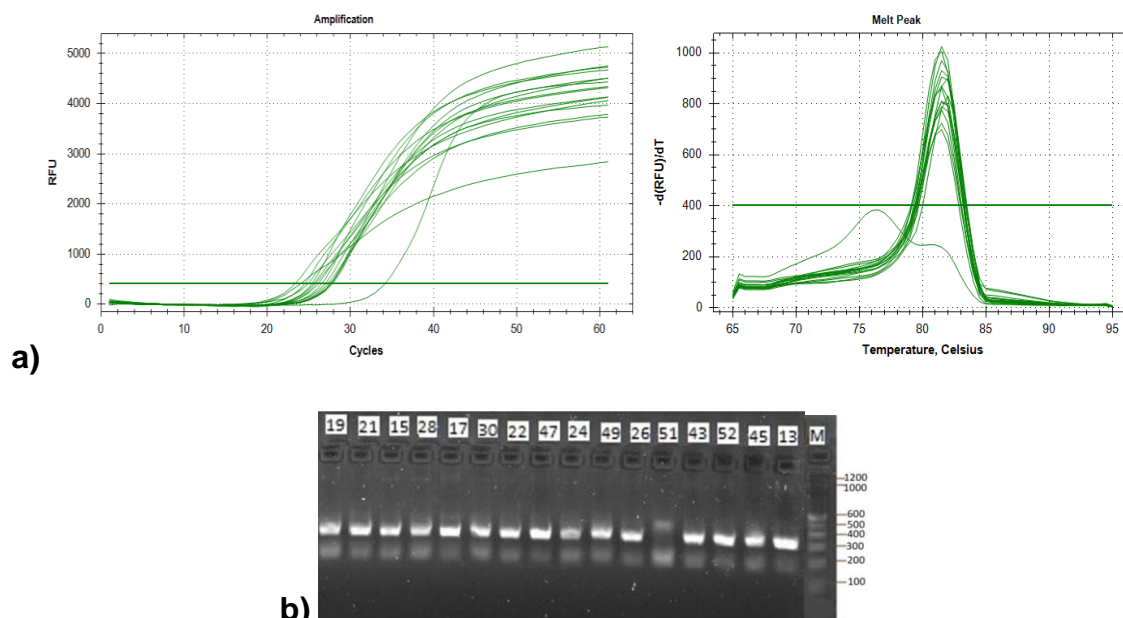 Amplification
5000
4000
3000
2000
1000
0
RFU
0 10 20 30 40 50 60
Cycles
Melt Peak
1000
800
600
400
200
0
-d(RFU)/dT
65 70 75 80 85 90 95
Temperature, Celsius
a)
19 21 15 28 17 30 22 47 24 49 26 51 43 52 45 13 M
1200
1000
600
500
400
300
200
100
b)